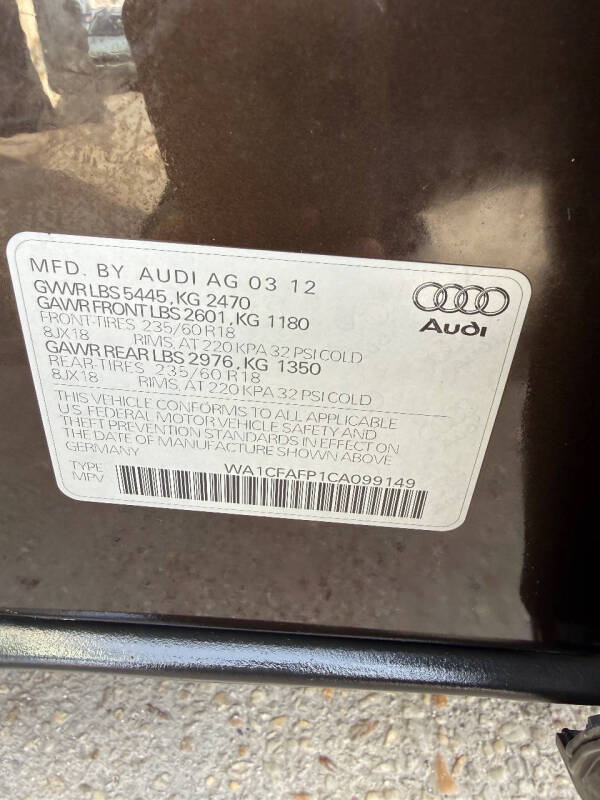 MFD. BY AUDI AG 03 12
GVWR LBS 5445, KG 2470
GAWR FRONT LBS 2601, KG 1180
FRONT-TIRES 235/60 R18
8JX18 RIMS, AT 220 KPA 32 PSI COLD
GAWR REAR LBS 2976, KG 1350
REAR-TIRES 235/60 R18
8JX18 RIMS, AT 220 KPA 32 PSI COLD
THIS VEHICLE CONFORMS TO ALL APPLICABLE
U.S. FEDERAL MOTOR VEHICLE SAFETY AND
THEFT PREVENTION STANDARDS IN EFFECT ON
THE DATE OF MANUFACTURE SHOWN ABOVE
GERMANY
TYPE WA1CFAFP1CA099149
MPV
Audi